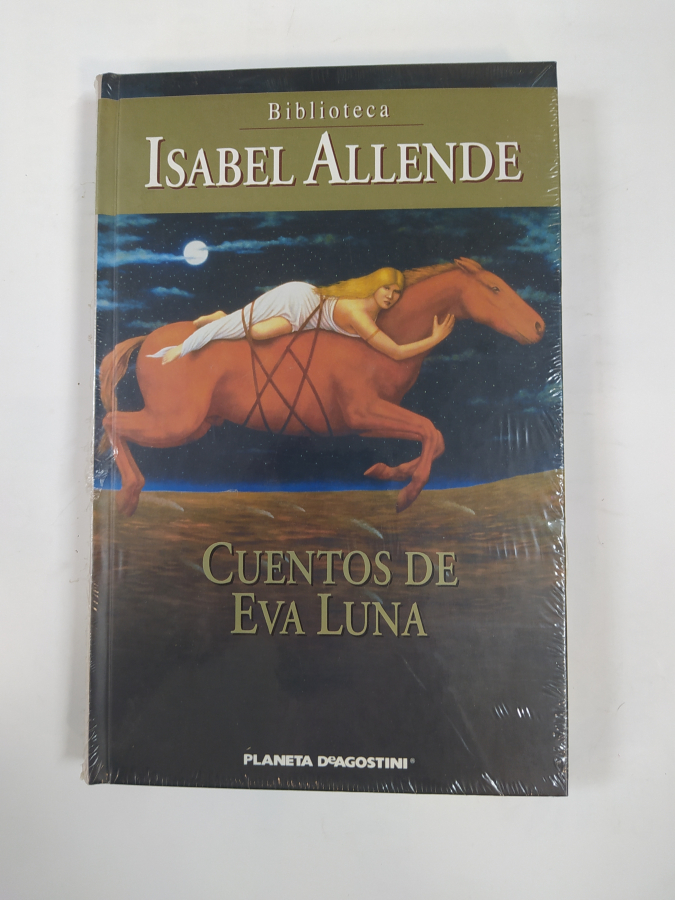 Biblioteca
ISABEL ALLENDE
CUENTOS DE
EVA LUNA
PLANETA DeAGOSTINI®